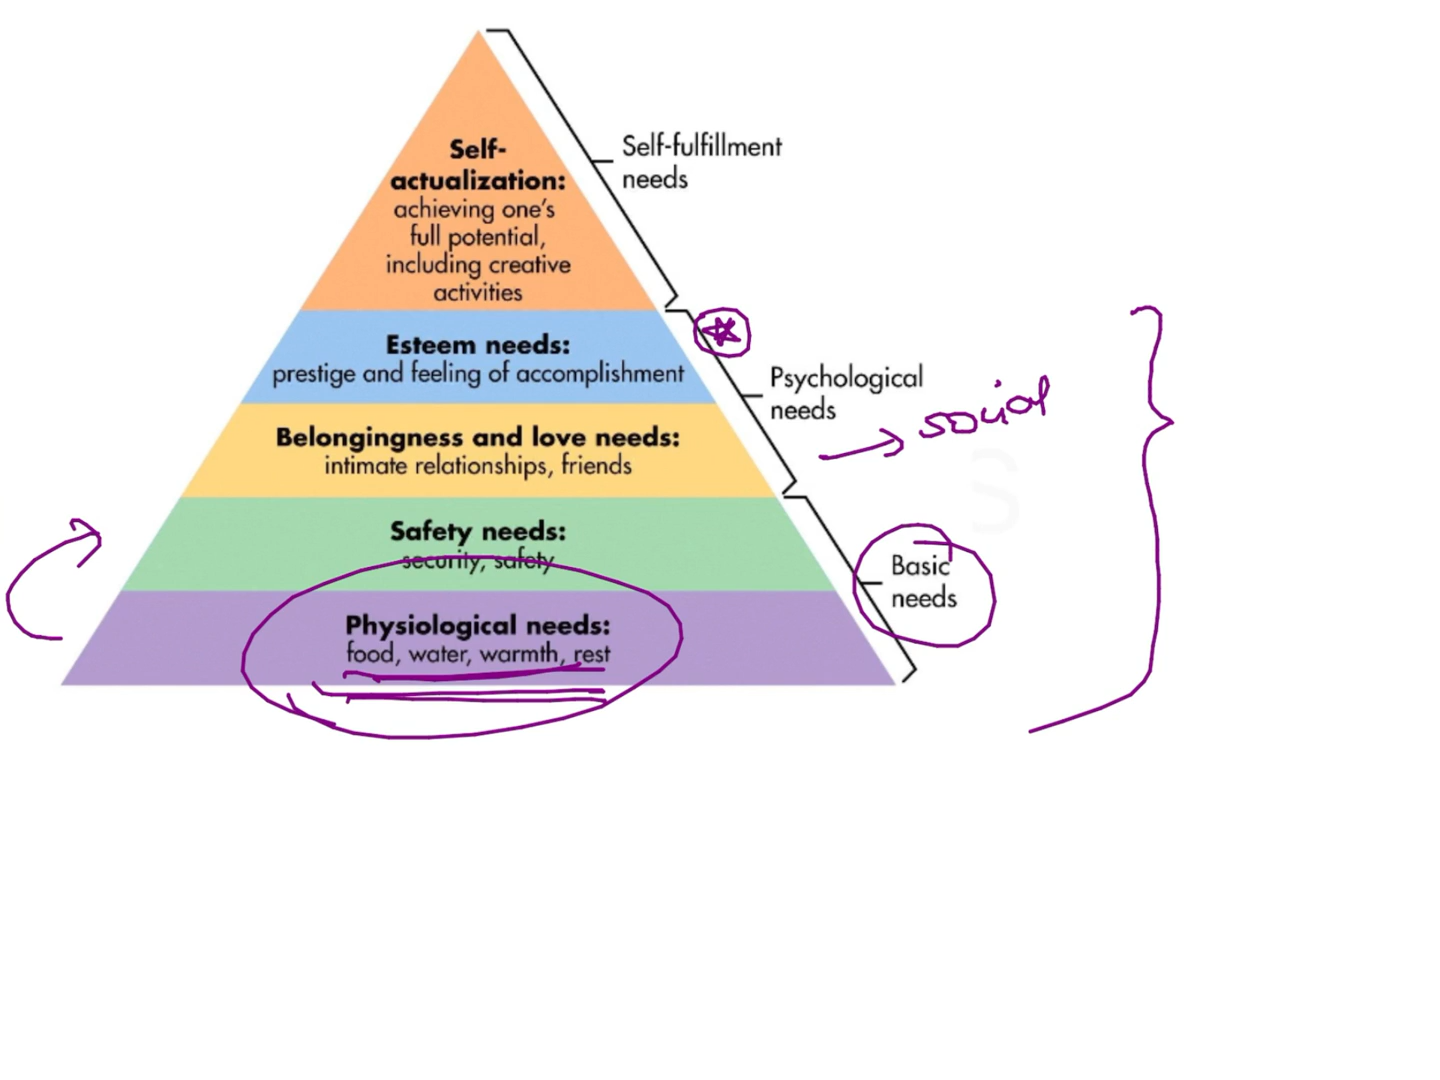 Self-
actualization:
achieving one's
full potential,
including creative
activities
Self-fulfillment
needs
Esteem needs:
prestige and feeling of accomplishment
Psychological
needs
social
Belongingness and love needs:
intimate relationships, friends
Safety needs:
security, safety
Basic
needs
Physiological needs:
food, water, warmth, rest
S